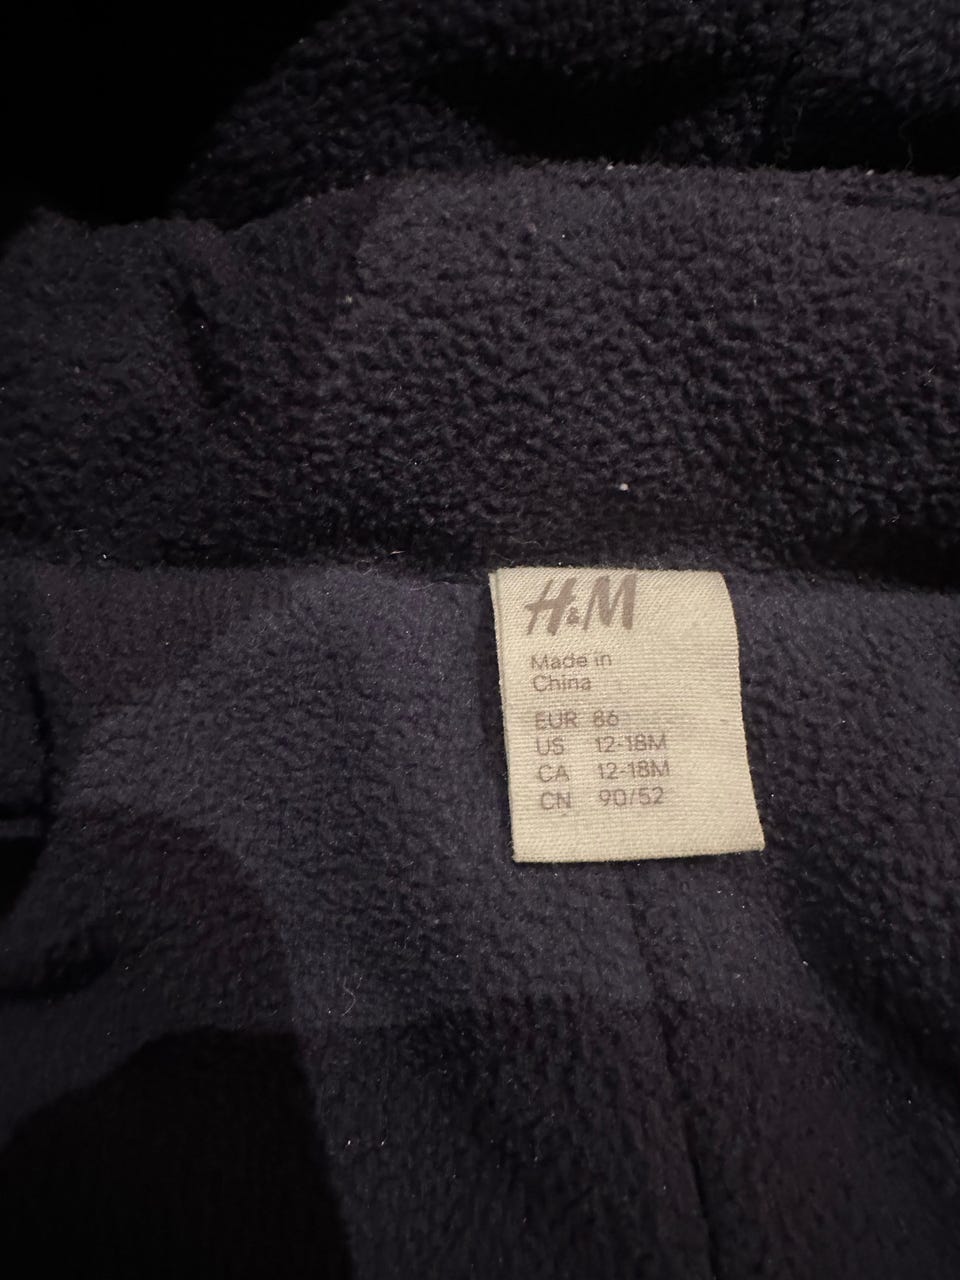 H&M
Made in
China
EUR 86
US 12-18M
CA 12-18M
CN 90/52